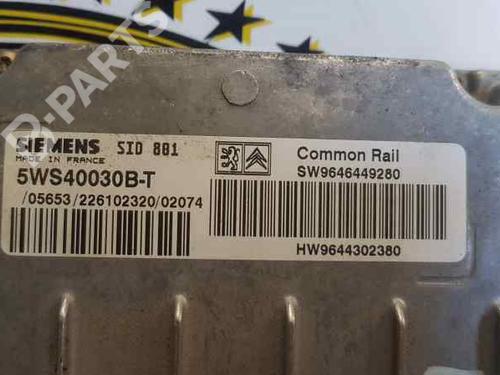 B-PARTS
SIEMENS SID 801
MADE IN FRANCE
5WS40030B-T
/05653/226102320/02074
Common Rail
SW9646449280
HW9644302380